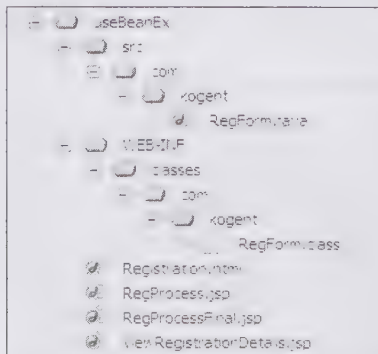 useBeanEx
src
com
kogent
RegForm.java
WEB-INF
classes
com
kogent
RegForm.class
Registration.html
RegProcess.jsp
RegProcessFinal.jsp
ViewRegistrationDetails.jsp